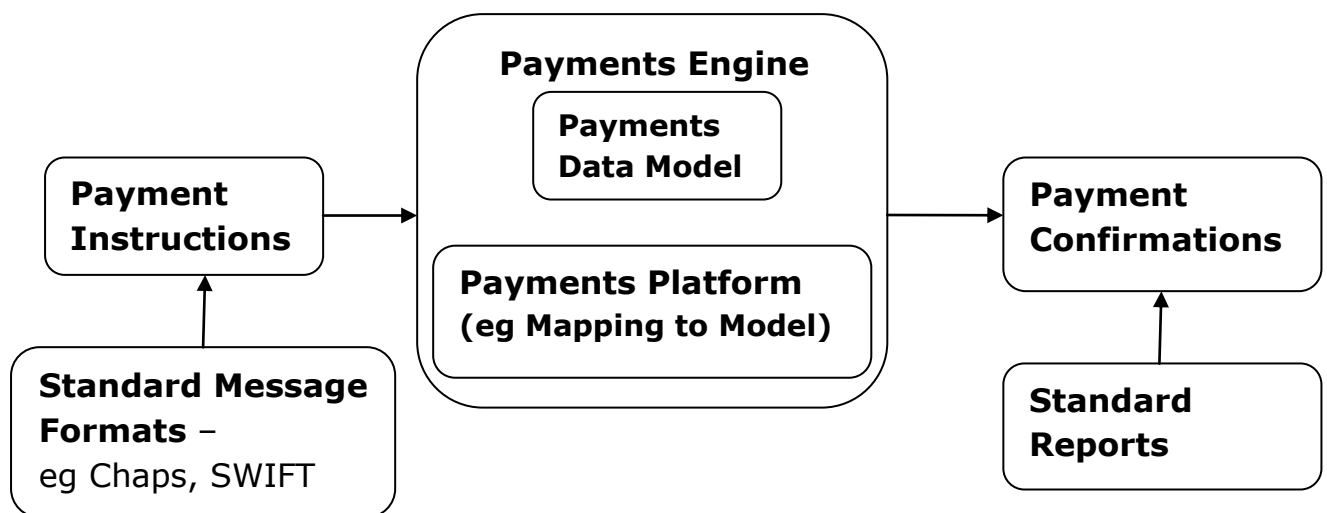 Payments Engine
Payments
Data Model
Payment
Instructions
Payments Platform
(eg Mapping to Model)
Payment
Confirmations
Standard Message
Formats –
eg Chaps, SWIFT
Standard
Reports